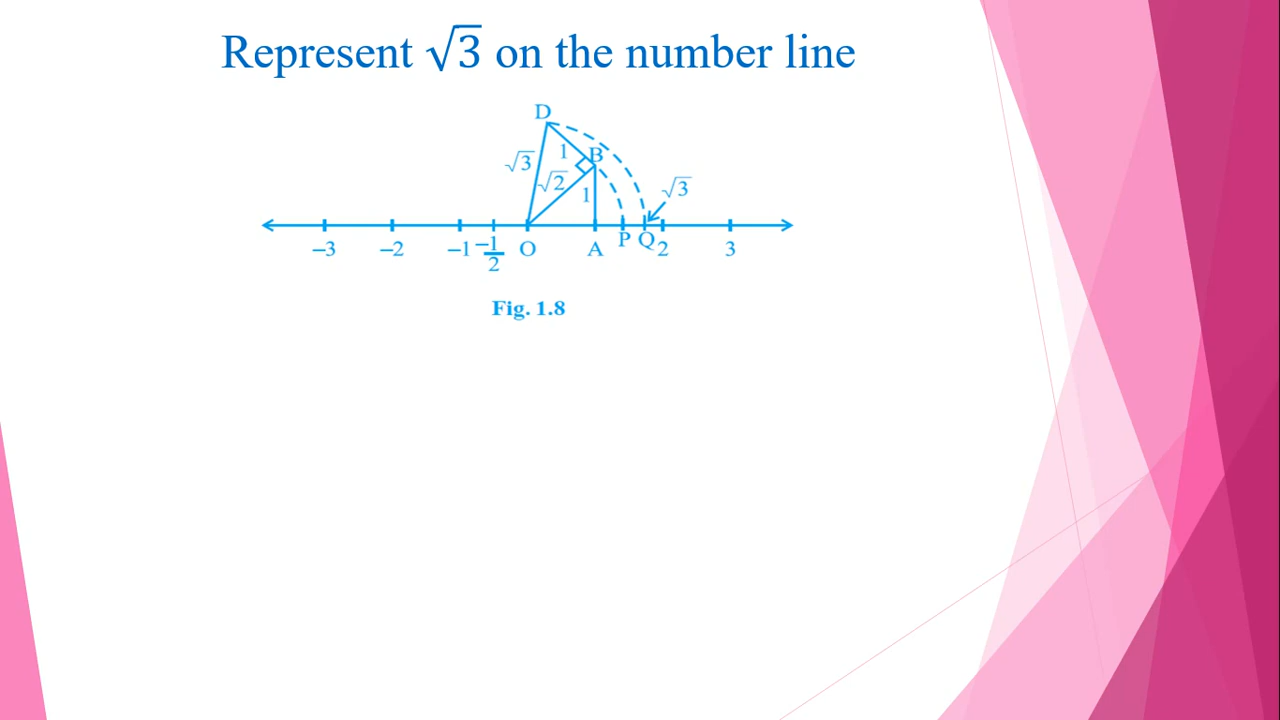 Represent √3 on the number line
D
√3 1 B
√2 1 √3
–3 –2 –1 –1/2 O A P Q 2 3
Fig. 1.8